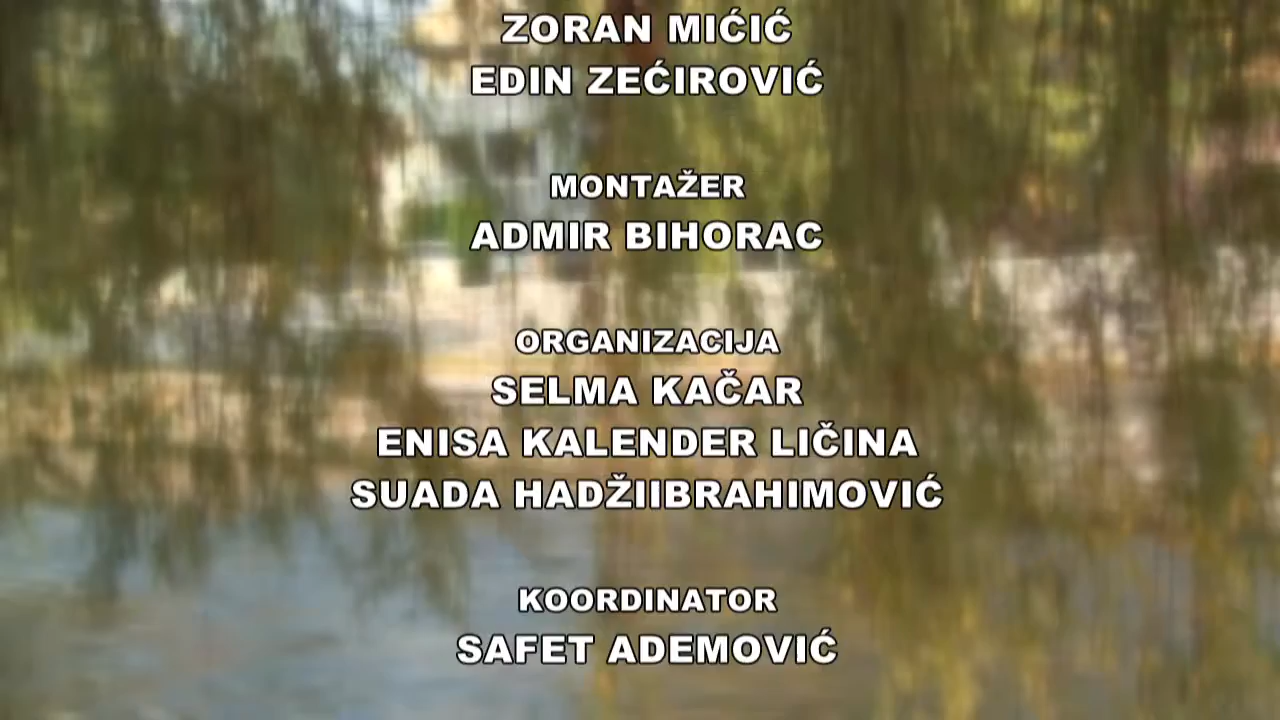 ZORAN MIĆIĆ
EDIN ZEĆIROVIĆ
MONTAŽER
ADMIR BIHORAC
ORGANIZACIJA
SELMA KAČAR
ENISA KALENDER LIČINA
SUADA HADŽIIBRAHIMOVIĆ
KOORDINATOR
SAFET ADEMOVIĆ